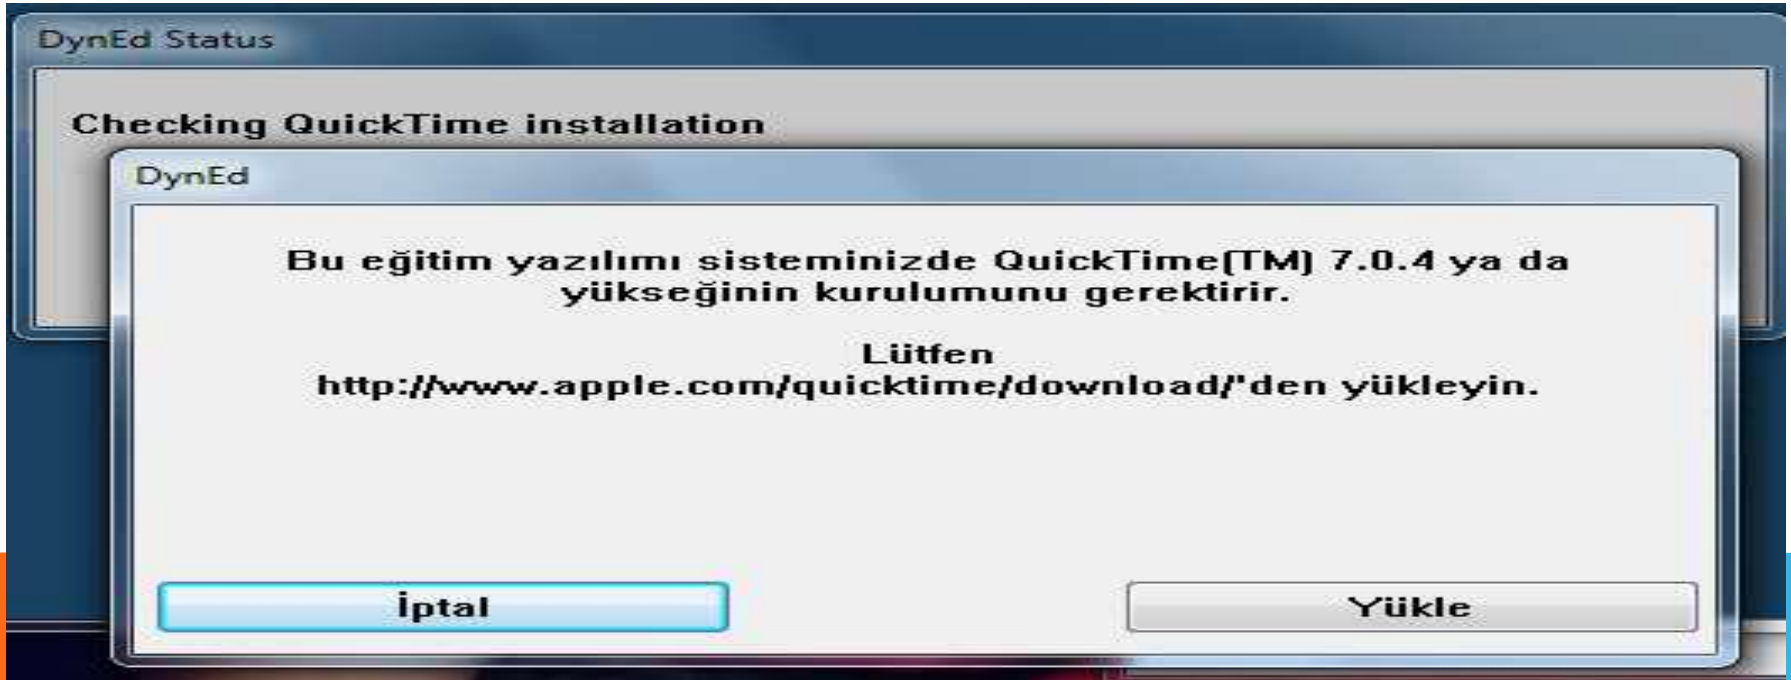 DynEd Status
Checking QuickTime installation
DynEd
Bu eğitim yazılımı sisteminizde QuickTime(TM) 7.0.4 ya da
yükseğinin kurulumunu gerektirir.
Lütfen
http://www.apple.com/quicktime/download/'den yükleyin.
İptal
Yükle